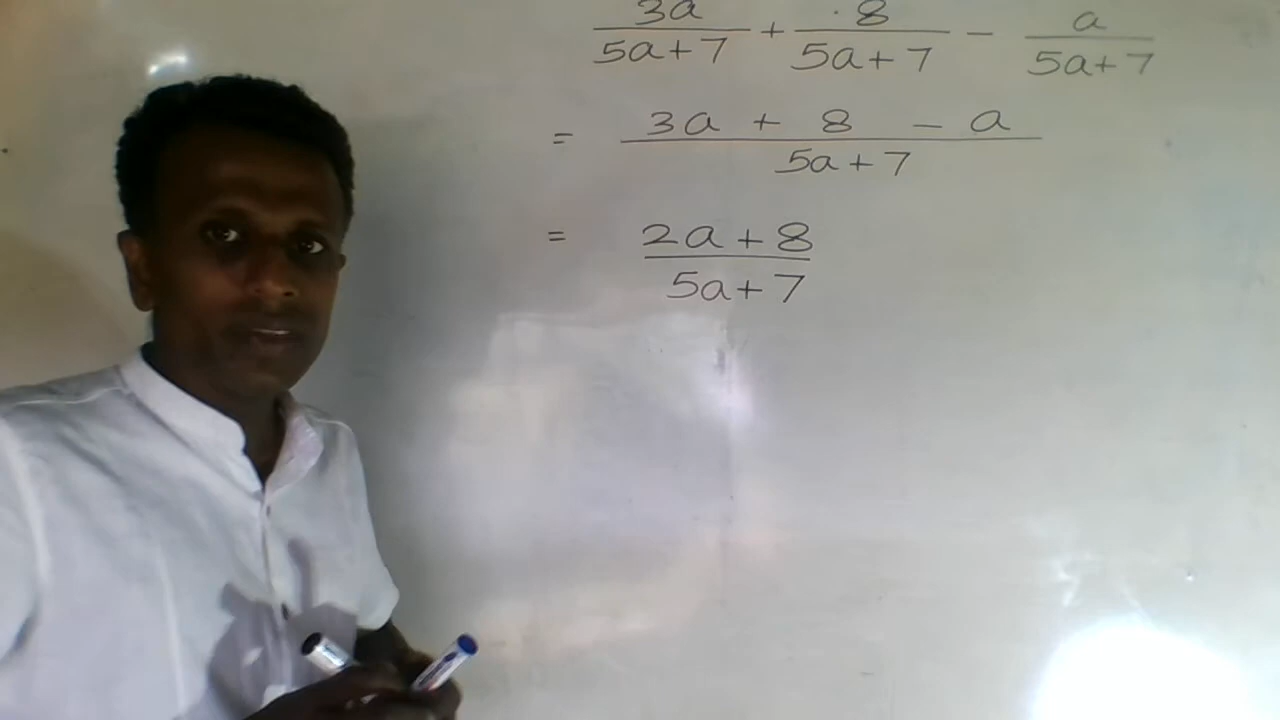 3a/5a+7 + 8/5a+7 - a/5a+7
= 3a + 8 - a/5a+7
= 2a+8/5a+7